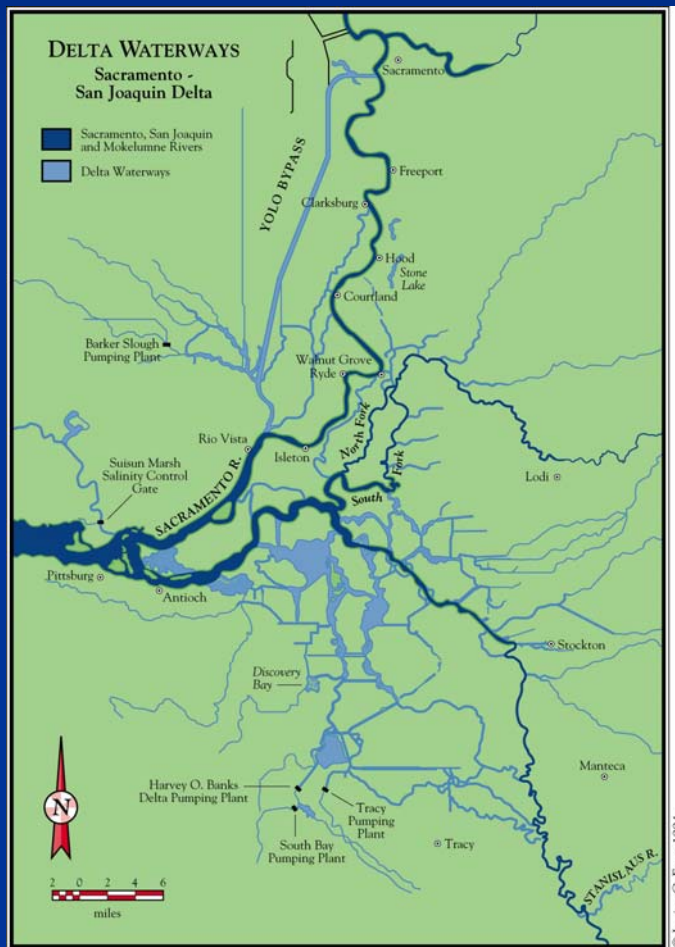 DELTA WATERWAYS
Sacramento -
San Joaquin Delta
Sacramento, San Joaquin
and Mokelumne Rivers
Delta Waterways
Sacramento
YOLO BYPASS
Freeport
Clarksburg
Hood
Stone
Lake
Courtland
Barker Slough
Pumping Plant
Walnut Grove
Ryde
North Fork
Rio Vista
Isleton
South
Fork
Lodi
Suisun Marsh
Salinity Control
Gate
SACRAMENTO R.
Pittsburg
Antioch
Stockton
Discovery
Bay
Manteca
Harvey O. Banks
Delta Pumping Plant
Tracy
Pumping
Plant
South Bay
Pumping Plant
Tracy
N
STANISLAUS R.
2 0 2 4 6
miles